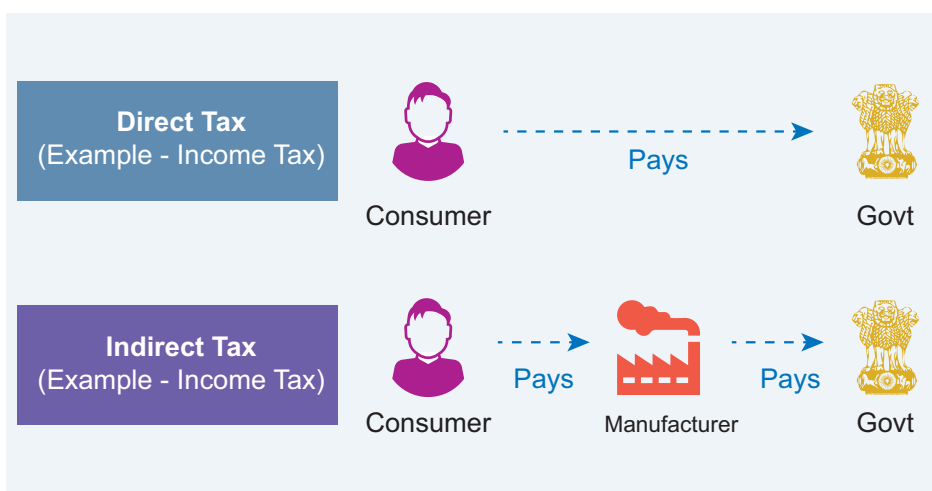 Direct Tax
(Example - Income Tax)
Pays
Consumer
Govt
Indirect Tax
(Example - Income Tax)
Pays
Pays
Consumer
Manufacturer
Govt